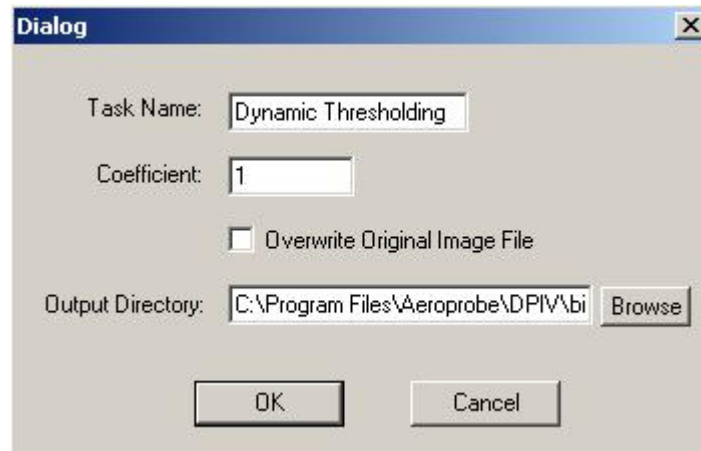 Dialog
Task Name: Dynamic Thresholding
Coefficient: 1
Overwrite Original Image File
Output Directory: C:\Program Files\Aeroprobe\DPIV\bi Browse
OK Cancel